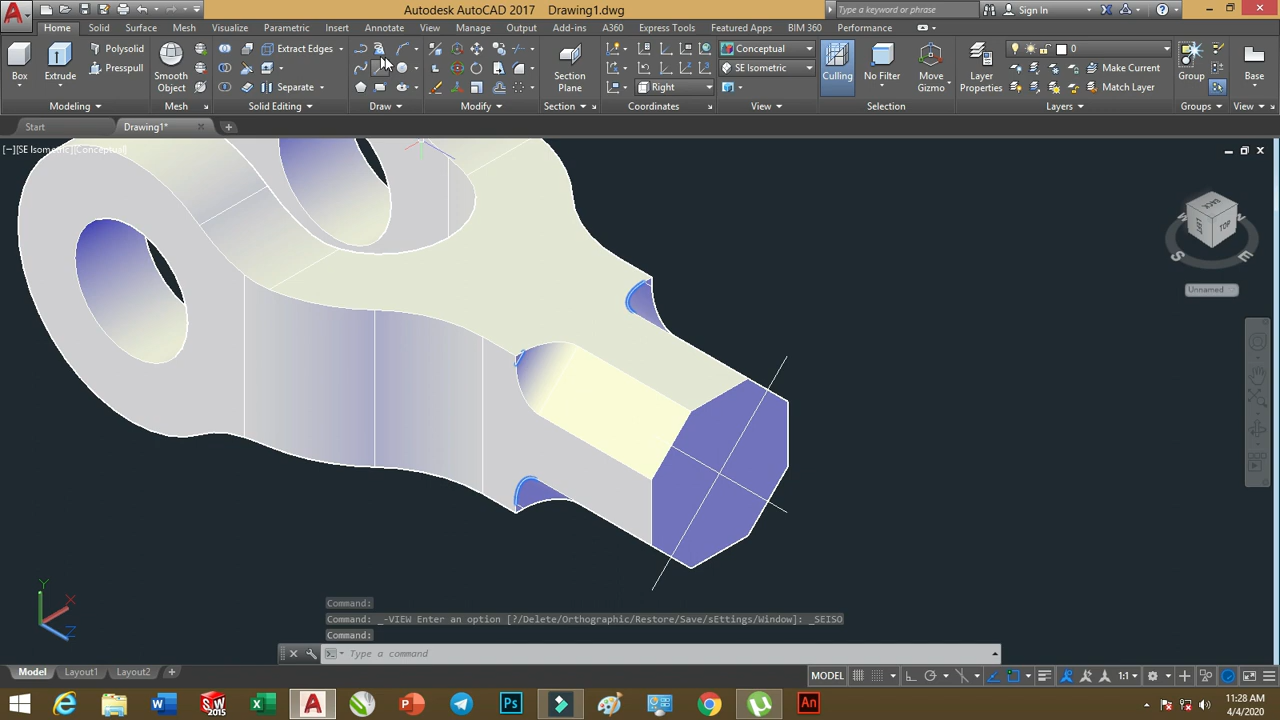 Autodesk AutoCAD 2017 Drawing1.dwg
Type a keyword or phrase
Sign In
Home Solid Surface Mesh Visualize Parametric Insert Annotate View Manage Output Add-ins A360 Express Tools Featured Apps BIM 360 Performance
Box
Extrude
Polysolid
Presspull
Smooth Object
Extract Edges
Separate
Section Plane
Conceptual
SE Isometric
Right
Culling
No Filter
Move Gizmo
Layer Properties
0
Make Current
Match Layer
Group
Base
Modeling Mesh Solid Editing Draw Modify Section Coordinates View Selection Layers Groups View
Start Drawing1*
[−][SE Isometric][Conceptual]
BACK
LEFT
TOP
S
E
Unnamed
Y
X
Z
Command:
Command: _-VIEW Enter an option [?/Delete/Orthographic/Restore/Save/sEttings/Window]: _SEISO
Command:
Type a command
Model Layout1 Layout2
MODEL
1:1
11:28 AM
4/4/2020